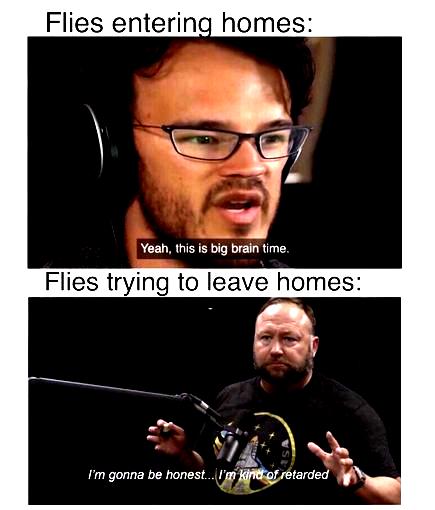 Flies entering homes:
Yeah, this is big brain time.
Flies trying to leave homes:
I'm gonna be honest... I'm kind of retarded